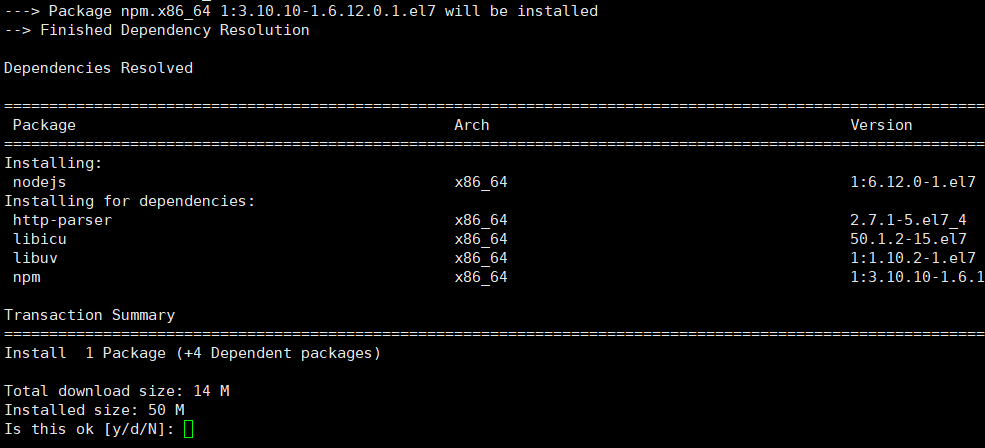 ---> Package npm.x86_64 1:3.10.10-1.6.12.0.1.el7 will be installed
--> Finished Dependency Resolution
Dependencies Resolved
================================================================================================================
Package Arch Version
================================================================================================================
Installing:
nodejs x86_64 1:6.12.0-1.el7
Installing for dependencies:
http-parser x86_64 2.7.1-5.el7_4
libicu x86_64 50.1.2-15.el7
libuv x86_64 1:1.10.2-1.el7
npm x86_64 1:3.10.10-1.6.1
Transaction Summary
================================================================================================================
Install 1 Package (+4 Dependent packages)
Total download size: 14 M
Installed size: 50 M
Is this ok [y/d/N]: